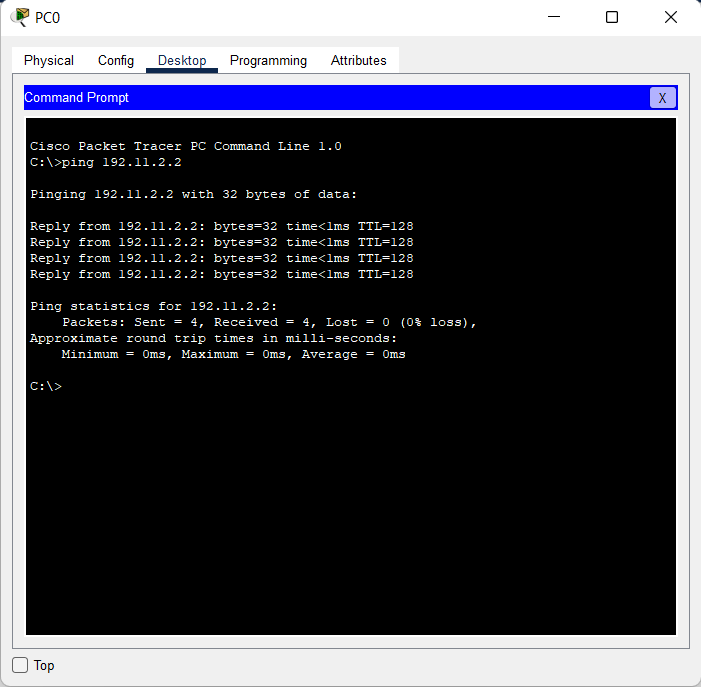 PC0
Physical Config Desktop Programming Attributes
Command Prompt X
Cisco Packet Tracer PC Command Line 1.0
C:\>ping 192.11.2.2
Pinging 192.11.2.2 with 32 bytes of data:
Reply from 192.11.2.2: bytes=32 time<1ms TTL=128
Reply from 192.11.2.2: bytes=32 time<1ms TTL=128
Reply from 192.11.2.2: bytes=32 time<1ms TTL=128
Reply from 192.11.2.2: bytes=32 time<1ms TTL=128
Ping statistics for 192.11.2.2:
Packets: Sent = 4, Received = 4, Lost = 0 (0% loss),
Approximate round trip times in milli-seconds:
Minimum = 0ms, Maximum = 0ms, Average = 0ms
C:\>
Top